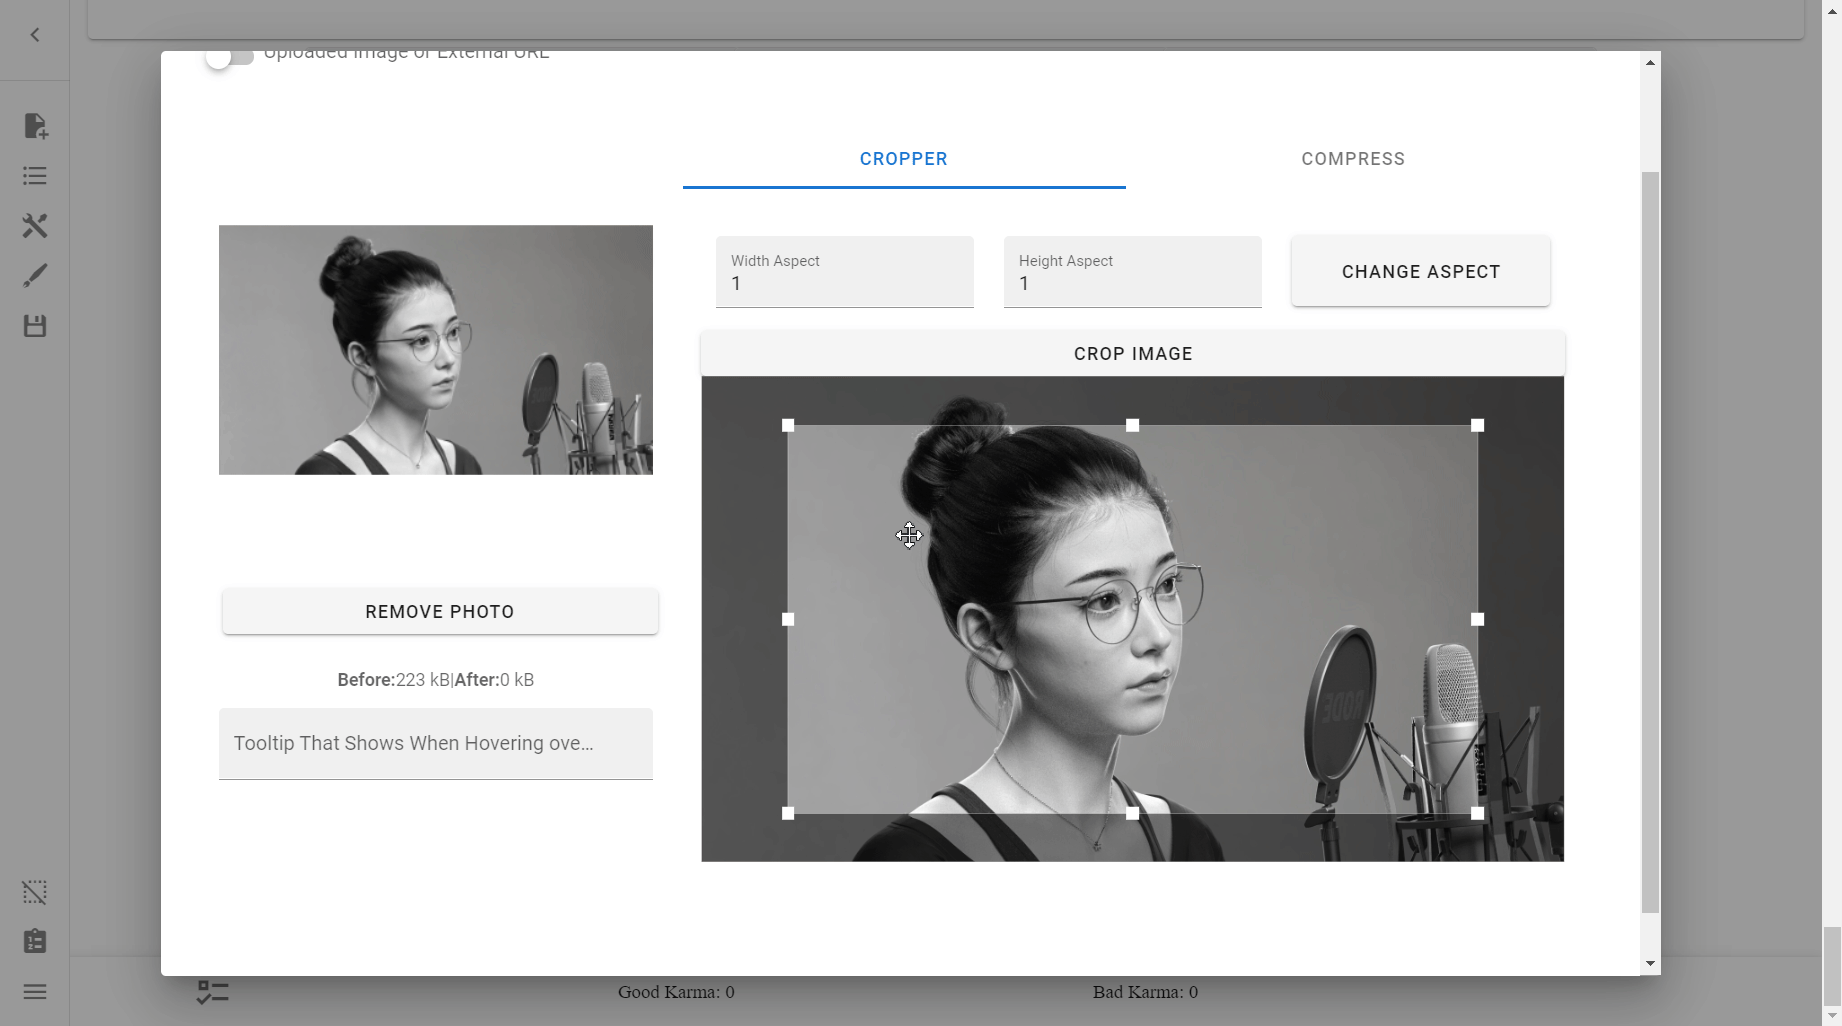 Uploaded Image or External URL
CROPPER
COMPRESS
Width Aspect
1
Height Aspect
1
CHANGE ASPECT
CROP IMAGE
REMOVE PHOTO
Before:223 kB|After:0 kB
Tooltip That Shows When Hovering ove...
Good Karma: 0
Bad Karma: 0